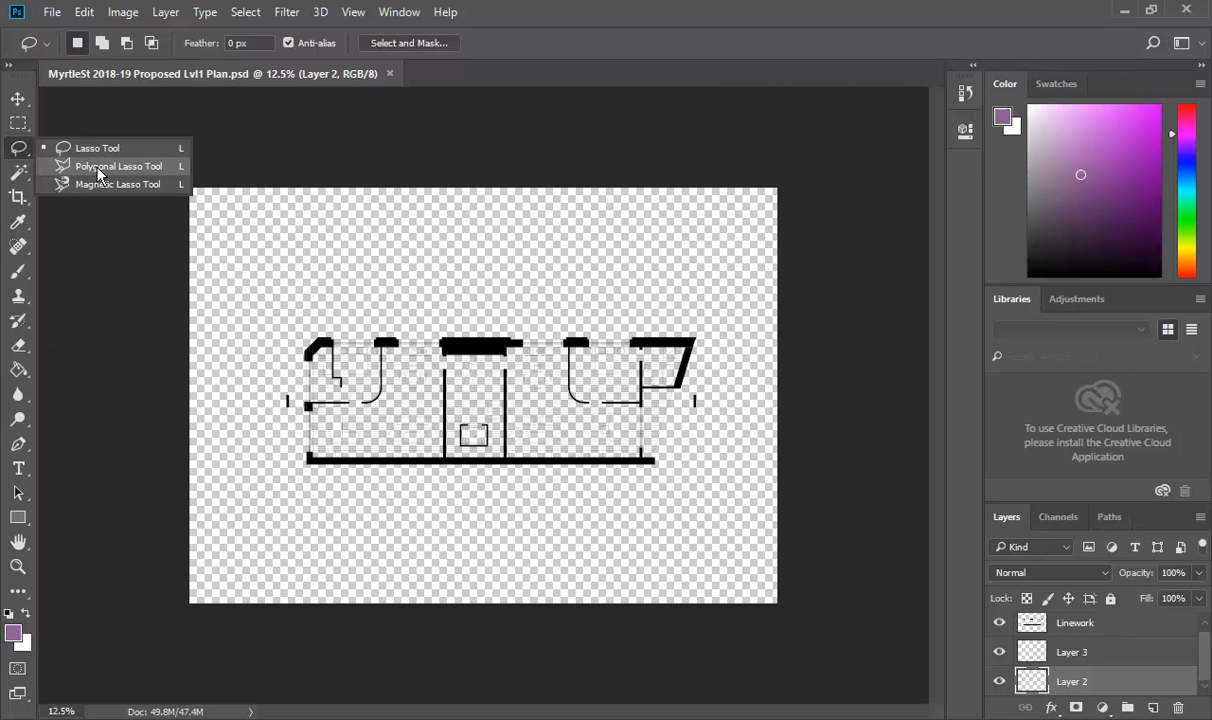 Ps File Edit Image Layer Type Select Filter 3D View Window Help
Feather: 0 px Anti-alias Select and Mask...
MyrtleSt 2018-19 Proposed Lvl1 Plan.psd @ 12.5% (Layer 2, RGB/8)
Color Swatches
Lasso Tool L
Polygonal Lasso Tool L
Magnetic Lasso Tool L
Libraries Adjustments
To use Creative Cloud Libraries,
please install the Creative Cloud
Application
Layers Channels Paths
Kind
Normal Opacity: 100%
Lock: Fill: 100%
Linework
Layer 3
Layer 2
12.5% Doc: 49.8M/47.4M